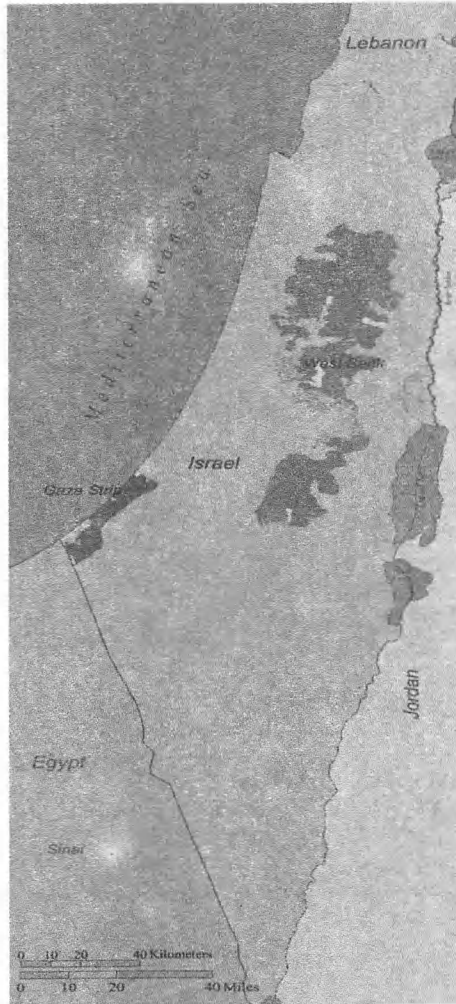 Lebanon
Mediterranean Sea
West Bank
Israel
Gaza Strip
Jordan
Egypt
Sinai
0 10 20 40 Kilometers
0 10 20 40 Miles